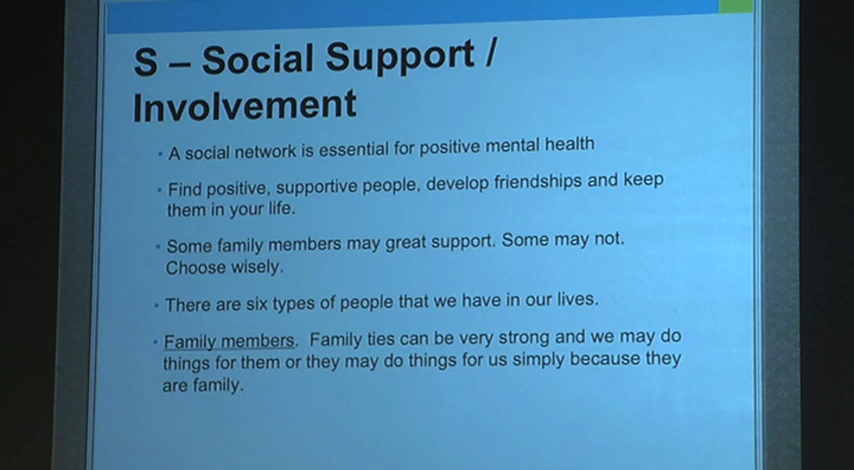 S – Social Support /
Involvement
• A social network is essential for positive mental health
• Find positive, supportive people, develop friendships and keep
them in your life.
• Some family members may great support. Some may not.
Choose wisely.
• There are six types of people that we have in our lives.
• Family members. Family ties can be very strong and we may do
things for them or they may do things for us simply because they
are family.